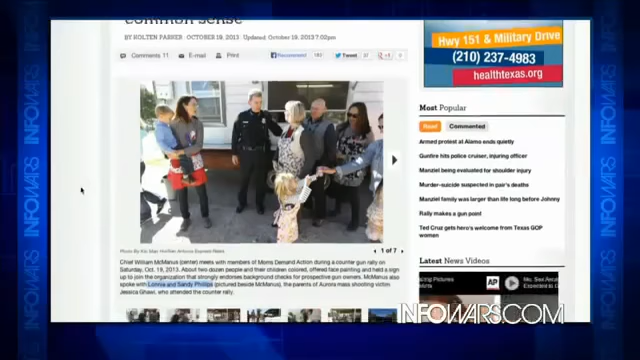 common sense
BY KOLTEN PARKER : OCTOBER 19, 2013 : Updated: October 19, 2013 7:02pm
Comments 71 E-mail Print Recommend Tweet +1
Hwy 151 & Military Drive
(210) 237-4983
healthtexas.org
Most Popular
Read Commented
Armed protest at Alamo ends quietly
Gunfire hits police cruiser, injuring officer
Manziel being evaluated for shoulder injury
Murder-suicide suspected in pair's deaths
Manziel family was larger than life long before Johnny
Rally makes a gun point
Ted Cruz gets hero's welcome from Texas GOP
women
Latest News Videos
1 of 7
Chief William McManus (center) meets with members of Moms Demand Action during a counter gun rally on
Saturday, Oct. 19, 2013. About two dozen people and their children colored, offered face painting and held a sign
up to join the organization that strongly endorses background checks for prospective gun owners. McManus also
spoke with Lonnie and Sandy Phillips (pictured beside McManus), the parents of Aurora mass shooting victim
Jessica Ghawi, who attended the counter rally.
AP
INFOWARS.COM
INFOWARS
INFOWARS